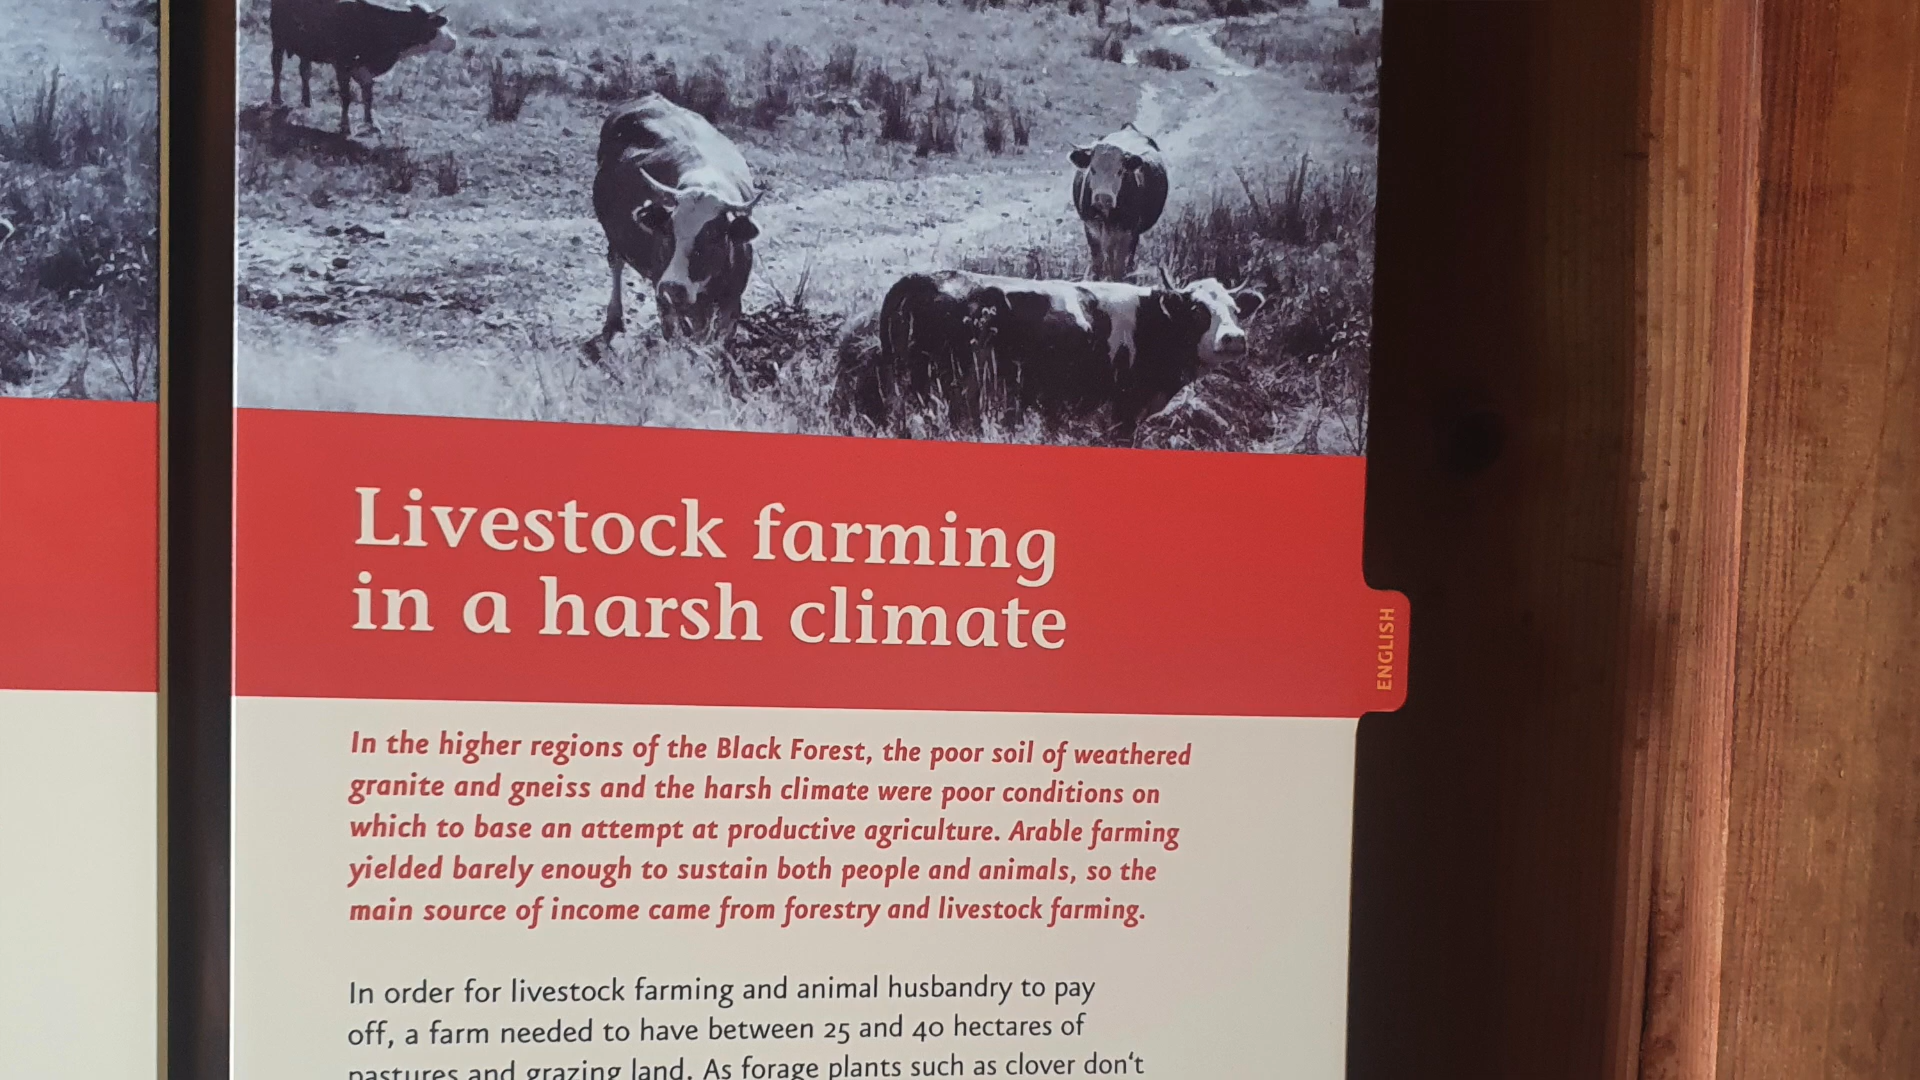 Livestock farming
in a harsh climate
ENGLISH
In the higher regions of the Black Forest, the poor soil of weathered
granite and gneiss and the harsh climate were poor conditions on
which to base an attempt at productive agriculture. Arable farming
yielded barely enough to sustain both people and animals, so the
main source of income came from forestry and livestock farming.
In order for livestock farming and animal husbandry to pay
off, a farm needed to have between 25 and 40 hectares of
pastures and grazing land. As forage plants such as clover don‘t